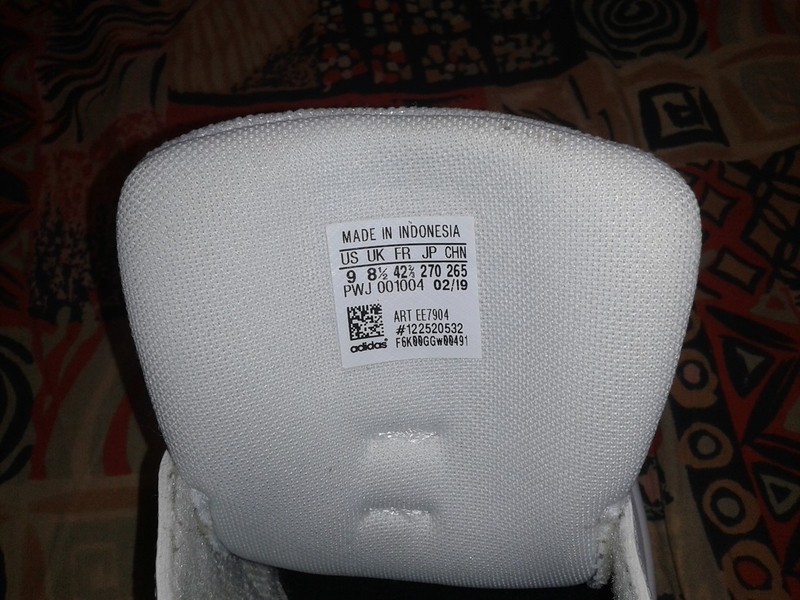 MADE IN INDONESIA
US UK FR JP CHN
9 8½ 42⅔ 270 265
PWJ 001004 02/19
ART EE7904
#122520532
adidas F6K00GGW00491